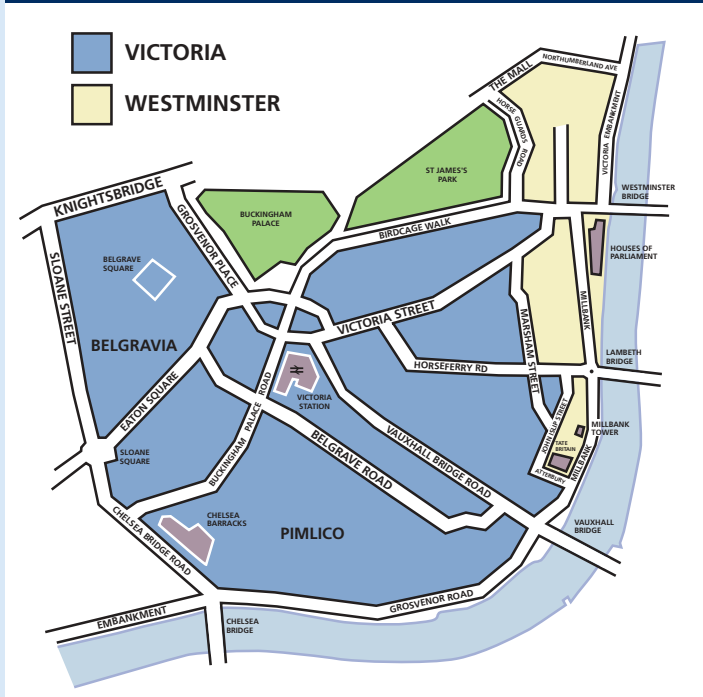 VICTORIA
WESTMINSTER
NORTHUMBERLAND AVE
THE MALL
HORSE GUARDS
ROAD
VICTORIA EMBANKMENT
ST JAMES'S
PARK
WESTMINSTER
BRIDGE
KNIGHTSBRIDGE
GROSVENOR PLACE
BUCKINGHAM
PALACE
BIRDCAGE WALK
HOUSES OF
PARLIAMENT
SLOANE STREET
BELGRAVE
SQUARE
MILLBANK
VICTORIA STREET
MARSHAM STREET
BELGRAVIA
HORSEFERRY RD
LAMBETH
BRIDGE
EATON SQUARE
BUCKINGHAM PALACE ROAD
VICTORIA
STATION
JOHN ISLIP STREET
MILLBANK
TOWER
TATE
BRITAIN
SLOANE
SQUARE
BELGRAVE ROAD
VAUXHALL BRIDGE ROAD
ATTERBURY
MILLBANK
CHELSEA BRIDGE ROAD
CHELSEA
BARRACKS
PIMLICO
VAUXHALL
BRIDGE
EMBANKMENT
GROSVENOR ROAD
CHELSEA
BRIDGE